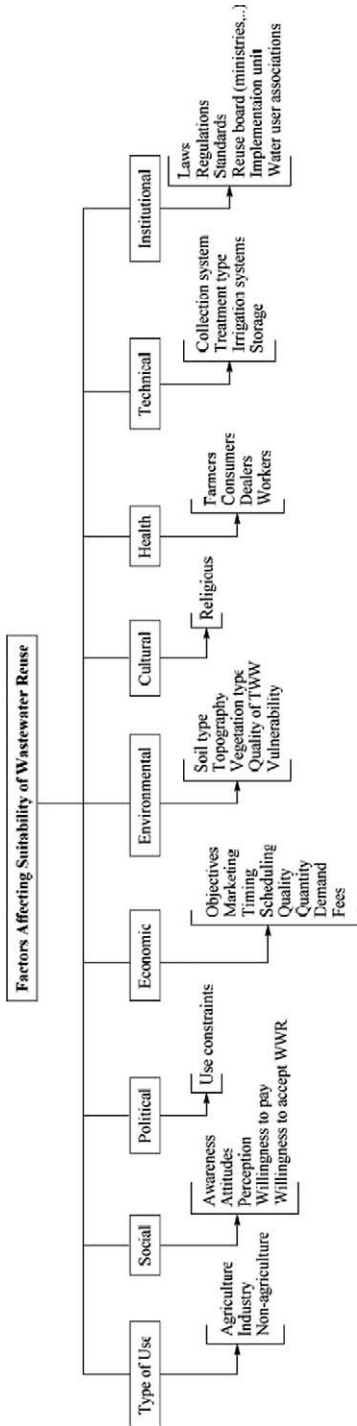 Factors Affecting Suitability of Wastewater Reuse
Type of Use
Agriculture
Industry
Non-agriculture
Social
Awareness
Attitudes
Perception
Willingness to pay
Willingness to accept WWR
Political
Use constraints
Economic
Objectives
Marketing
Timing
Scheduling
Quality
Quantity
Demand
Fees
Environmental
Soil type
Topography
Vegetation type
Quality of TWW
Vulnerability
Cultural
Religious
Health
Farmers
Consumers
Dealers
Workers
Technical
Collection system
Treatment type
Irrigation systems
Storage
Institutional
Laws
Regulations
Standards
Reuse board (ministries,..)
Implementaion unit
Water user associations